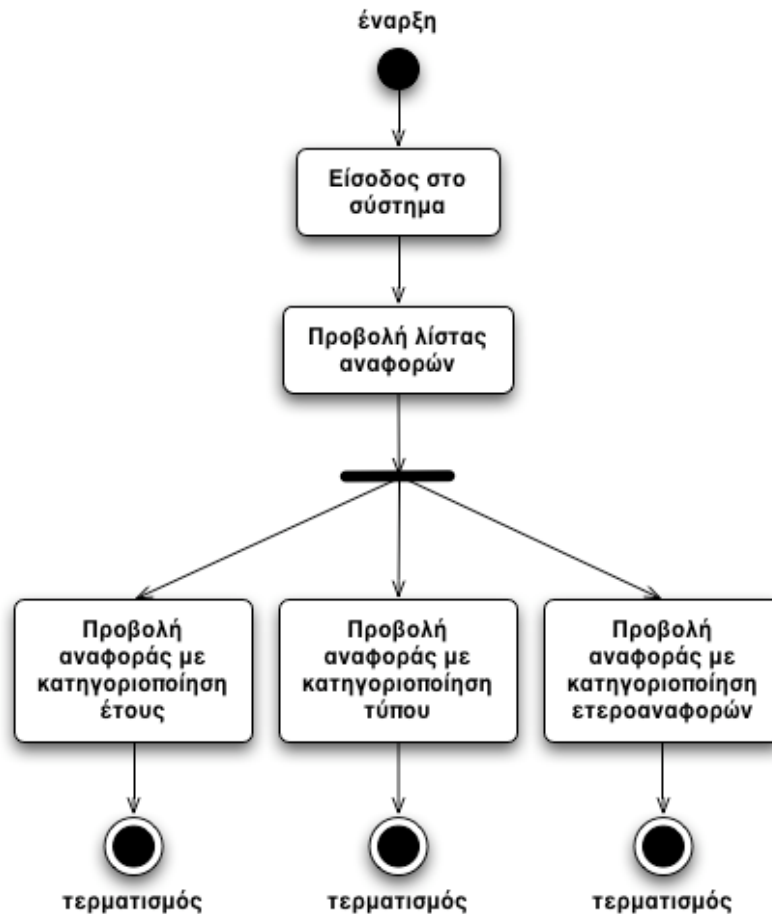 έναρξη
Είσοδος στο
σύστημα
Προβολή λίστας
αναφορών
Προβολή
αναφοράς με
κατηγοριοποίηση
έτους
Προβολή
αναφοράς με
κατηγοριοποίηση
τύπου
Προβολή
αναφοράς με
κατηγοριοποίηση
ετεροαναφορών
τερματισμός
τερματισμός
τερματισμός